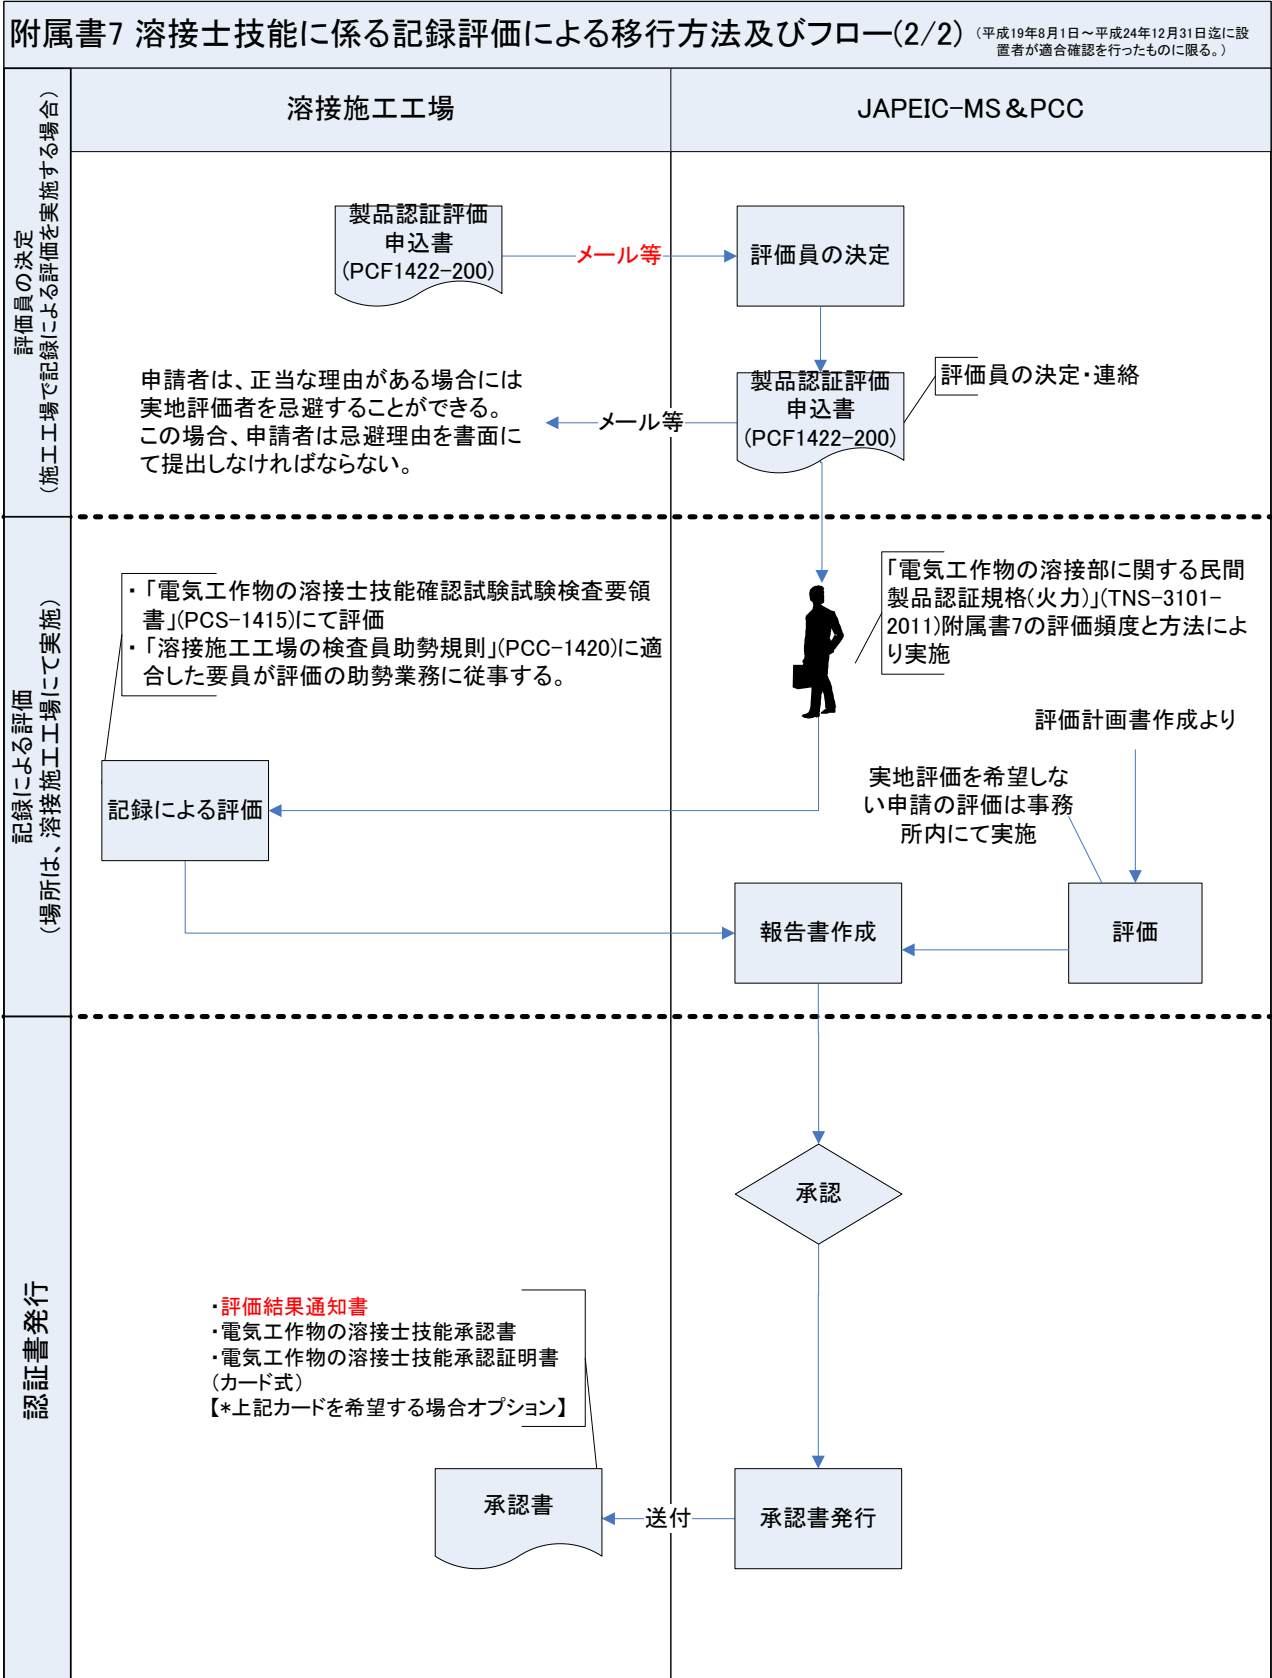 附属書7 溶接士技能に係る記録評価による移行方法及びフロー(2/2)
(平成19年8月1日～平成24年12月31日迄に設
置者が適合確認を行ったものに限る。)
溶接施工工場
JAPEIC-MS&PCC
評価員の決定
(施工工場で記録による評価を実施する場合)
製品認証評価
申込書
(PCF1422-200)
メール等
評価員の決定
申請者は、正当な理由がある場合には
実地評価者を忌避することができる。
この場合、申請者は忌避理由を書面に
て提出しなければならない。
メール等
製品認証評価
申込書
(PCF1422-200)
評価員の決定・連絡
記録による評価
(場所は、溶接施工工場にて実施)
・「電気工作物の溶接士技能確認試験試験検査要領
書」(PCS-1415)にて評価
・「溶接施工工場の検査員助勢規則」(PCC-1420)に適
合した要員が評価の助勢業務に従事する。
「電気工作物の溶接部に関する民間
製品認証規格(火力)」(TNS-3101-
2011)附属書7の評価頻度と方法によ
り実施
評価計画書作成より
実地評価を希望しな
い申請の評価は事務
所内にて実施
記録による評価
報告書作成
評価
認証書発行
承認
・評価結果通知書
・電気工作物の溶接士技能承認書
・電気工作物の溶接士技能承認証明書
(カード式)
【*上記カードを希望する場合オプション】
承認書
送付
承認書発行